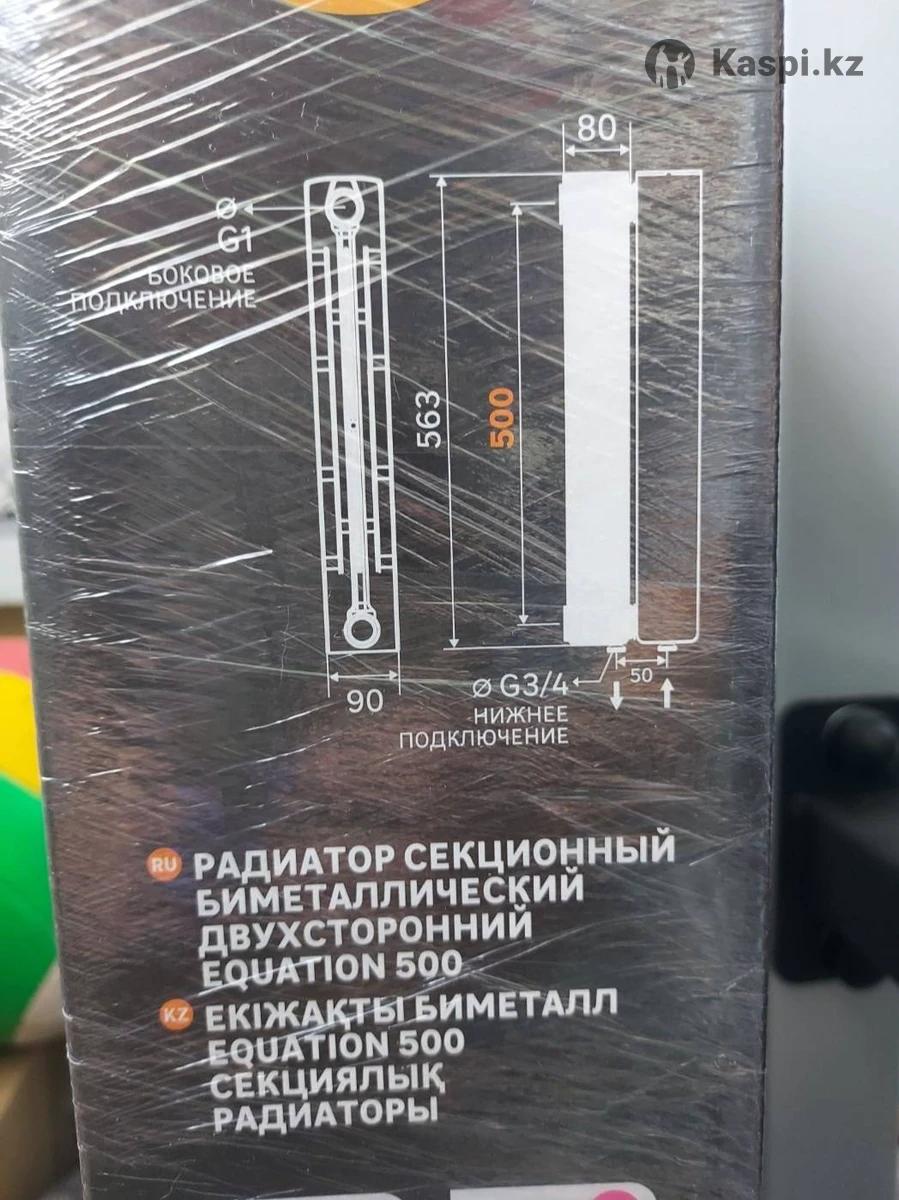 Kaspi.kz
80
Ø
G1
БОКОВОЕ
ПОДКЛЮЧЕНИЕ
563
500
90
Ø G3/4
50
НИЖНЕЕ
ПОДКЛЮЧЕНИЕ
RU РАДИАТОР СЕКЦИОННЫЙ
БИМЕТАЛЛИЧЕСКИЙ
ДВУХСТОРОННИЙ
EQUATION 500
KZ ЕКІЖАҚТЫ БИМЕТАЛЛ
EQUATION 500
СЕКЦИЯЛЫҚ
РАДИАТОРЫ